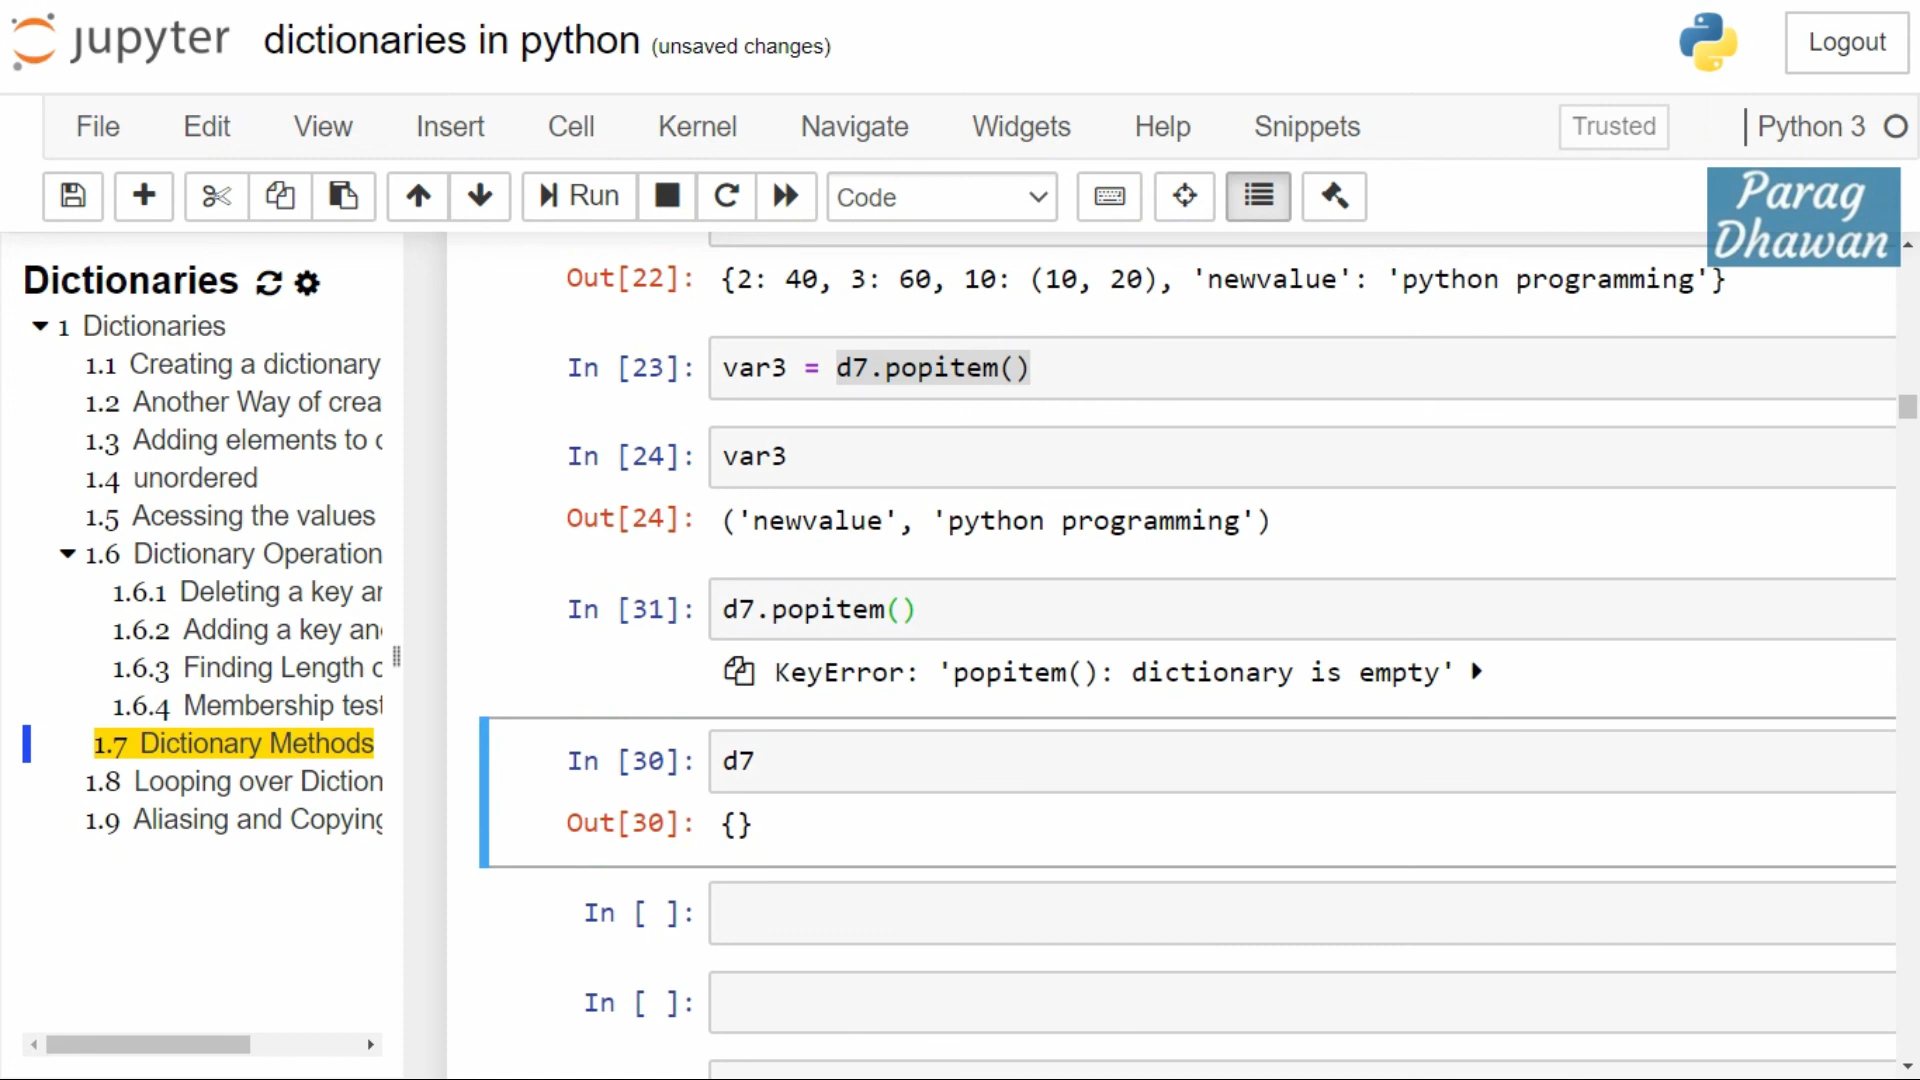 jupyter dictionaries in python (unsaved changes) Logout
File Edit View Insert Cell Kernel Navigate Widgets Help Snippets Trusted Python 3
Run Code
Parag
Dhawan
Dictionaries
1 Dictionaries
1.1 Creating a dictionary
1.2 Another Way of crea
1.3 Adding elements to c
1.4 unordered
1.5 Acessing the values
1.6 Dictionary Operation
1.6.1 Deleting a key ar
1.6.2 Adding a key an
1.6.3 Finding Length c
1.6.4 Membership test
1.7 Dictionary Methods
1.8 Looping over Diction
1.9 Aliasing and Copying
Out[22]: {2: 40, 3: 60, 10: (10, 20), 'newvalue': 'python programming'}
In [23]: var3 = d7.popitem()
In [24]: var3
Out[24]: ('newvalue', 'python programming')
In [31]: d7.popitem()
KeyError: 'popitem(): dictionary is empty'
In [30]: d7
Out[30]: {}
In [ ]:
In [ ]: